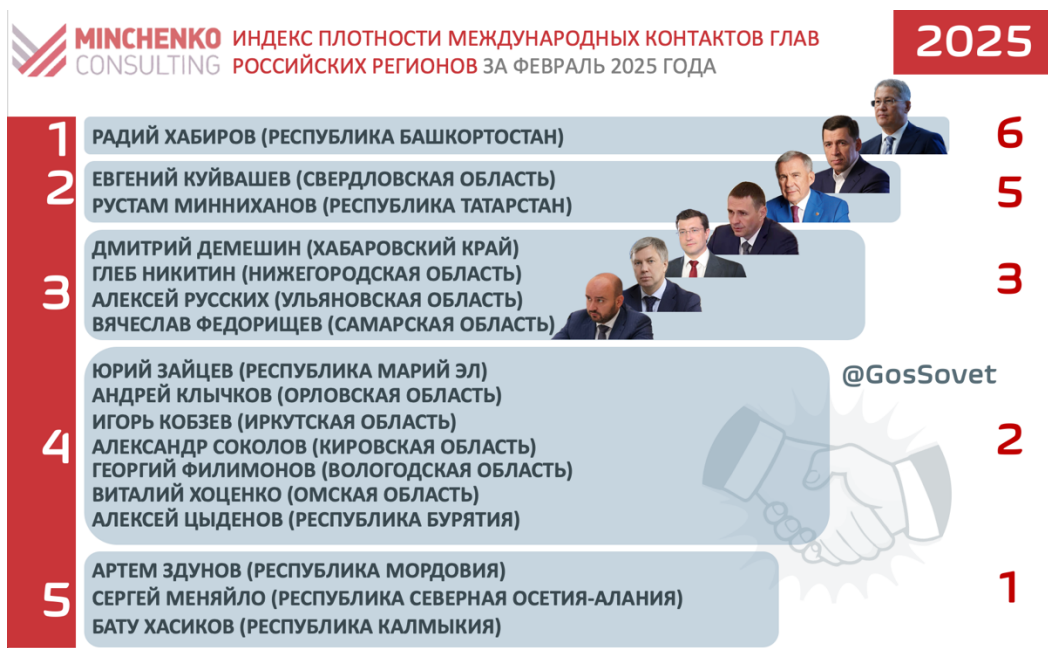 MINCHENKO
CONSULTING
ИНДЕКС ПЛОТНОСТИ МЕЖДУНАРОДНЫХ КОНТАКТОВ ГЛАВ
РОССИЙСКИХ РЕГИОНОВ ЗА ФЕВРАЛЬ 2025 ГОДА
2025
1
РАДИЙ ХАБИРОВ (РЕСПУБЛИКА БАШКОРТОСТАН)
6
2
ЕВГЕНИЙ КУЙВАШЕВ (СВЕРДЛОВСКАЯ ОБЛАСТЬ)
РУСТАМ МИННИХАНОВ (РЕСПУБЛИКА ТАТАРСТАН)
5
3
ДМИТРИЙ ДЕМЕШИН (ХАБАРОВСКИЙ КРАЙ)
ГЛЕБ НИКИТИН (НИЖЕГОРОДСКАЯ ОБЛАСТЬ)
АЛЕКСЕЙ РУССКИХ (УЛЬЯНОВСКАЯ ОБЛАСТЬ)
ВЯЧЕСЛАВ ФЕДОРИЩЕВ (САМАРСКАЯ ОБЛАСТЬ)
3
4
ЮРИЙ ЗАЙЦЕВ (РЕСПУБЛИКА МАРИЙ ЭЛ)
АНДРЕЙ КЛЫЧКОВ (ОРЛОВСКАЯ ОБЛАСТЬ)
ИГОРЬ КОБЗЕВ (ИРКУТСКАЯ ОБЛАСТЬ)
АЛЕКСАНДР СОКОЛОВ (КИРОВСКАЯ ОБЛАСТЬ)
ГЕОРГИЙ ФИЛИМОНОВ (ВОЛОГОДСКАЯ ОБЛАСТЬ)
ВИТАЛИЙ ХОЦЕНКО (ОМСКАЯ ОБЛАСТЬ)
АЛЕКСЕЙ ЦЫДЕНОВ (РЕСПУБЛИКА БУРЯТИЯ)
@GosSovet
2
5
АРТЕМ ЗДУНОВ (РЕСПУБЛИКА МОРДОВИЯ)
СЕРГЕЙ МЕНЯЙЛО (РЕСПУБЛИКА СЕВЕРНАЯ ОСЕТИЯ-АЛАНИЯ)
БАТУ ХАСИКОВ (РЕСПУБЛИКА КАЛМЫКИЯ)
1